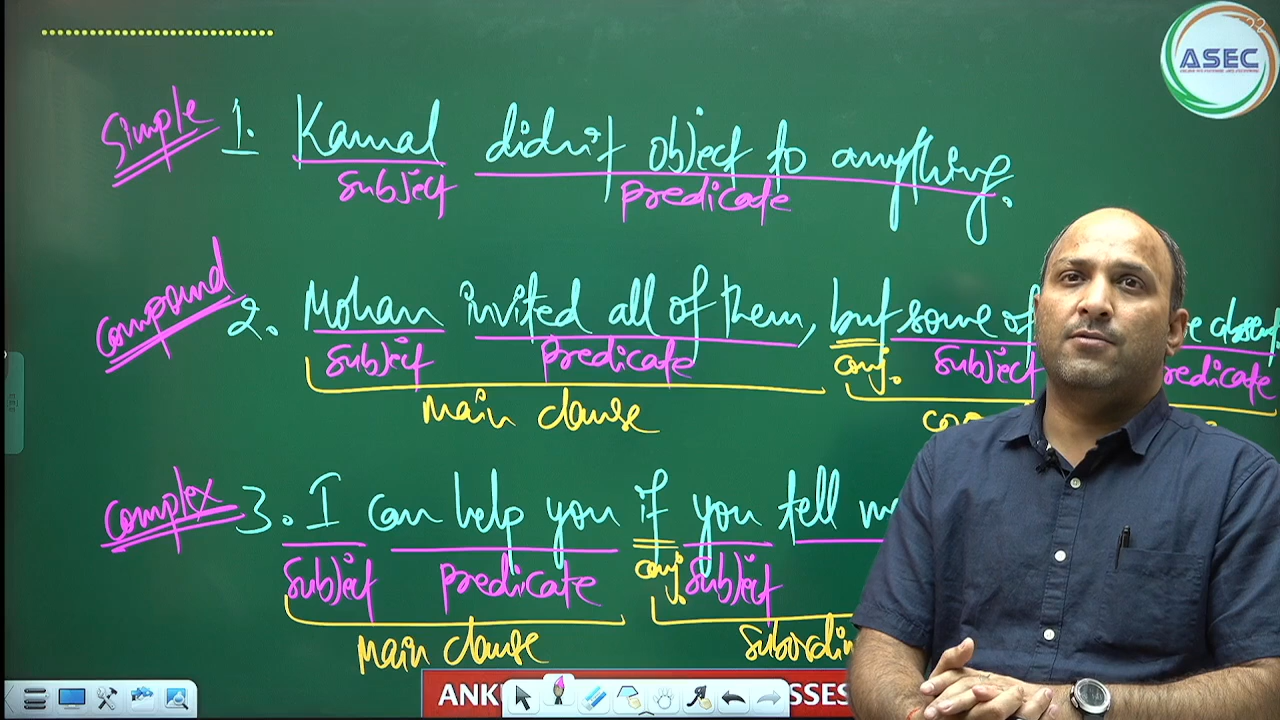 ASEC
Simple 1. Kamal didn't object to anything.
subject predicate
Compound 2. Mohan invited all of them, but some of absent.
subject predicate conj. subject predicate
main clause
Complex 3. I can help you if you tell
subject predicate conj. subject
main clause